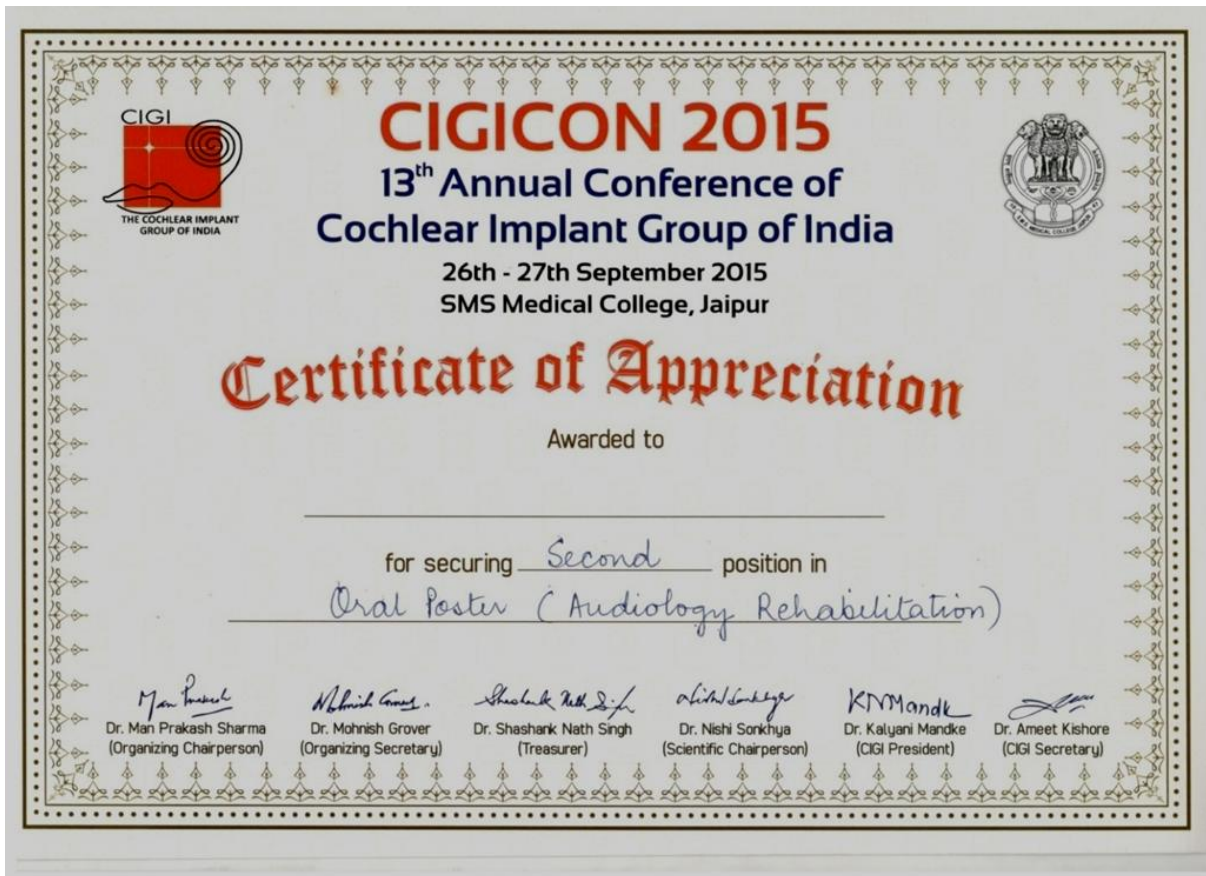 CIGI
THE COCHLEAR IMPLANT
GROUP OF INDIA
CIGICON 2015
13th Annual Conference of
Cochlear Implant Group of India
26th - 27th September 2015
SMS Medical College, Jaipur
Certificate of Appreciation
Awarded to
for securing Second position in
Oral Poster (Audiology Rehabilitation)
KNMandke
Dr. Man Prakash Sharma
(Organizing Chairperson)
Dr. Mohnish Grover
(Organizing Secretary)
Dr. Shashank Nath Singh
(Treasurer)
Dr. Nishi Sonkhya
(Scientific Chairperson)
Dr. Kalyani Mandke
(CIGI President)
Dr. Ameet Kishore
(CIGI Secretary)